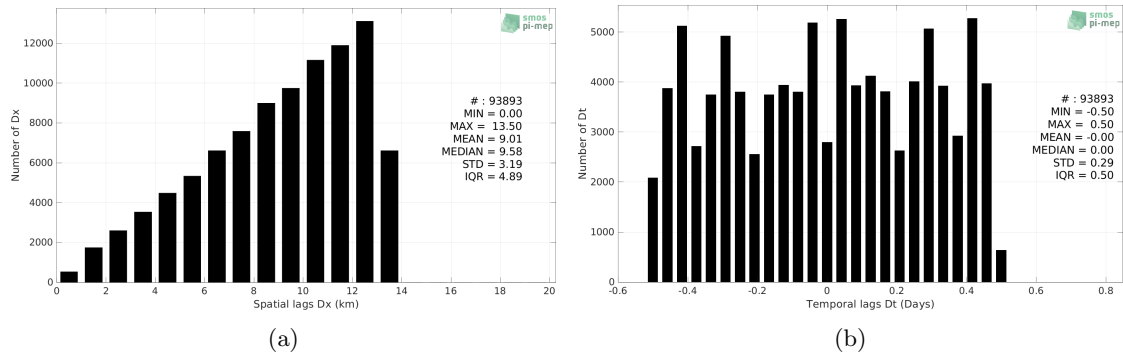 smos
pi-mep
12000
10000
8000
6000
4000
2000
0
Number of Dx
# : 93893
MIN = 0.00
MAX = 13.50
MEAN = 9.01
MEDIAN = 9.58
STD = 3.19
IQR = 4.89
0 2 4 6 8 10 12 14 16 18 20
Spatial lags Dx (km)
(a)
smos
pi-mep
5000
4000
3000
2000
1000
0
Number of Dt
# : 93893
MIN = -0.50
MAX = 0.50
MEAN = -0.00
MEDIAN = 0.00
STD = 0.29
IQR = 0.50
-0.6 -0.4 -0.2 0 0.2 0.4 0.6 0.8
Temporal lags Dt (Days)
(b)